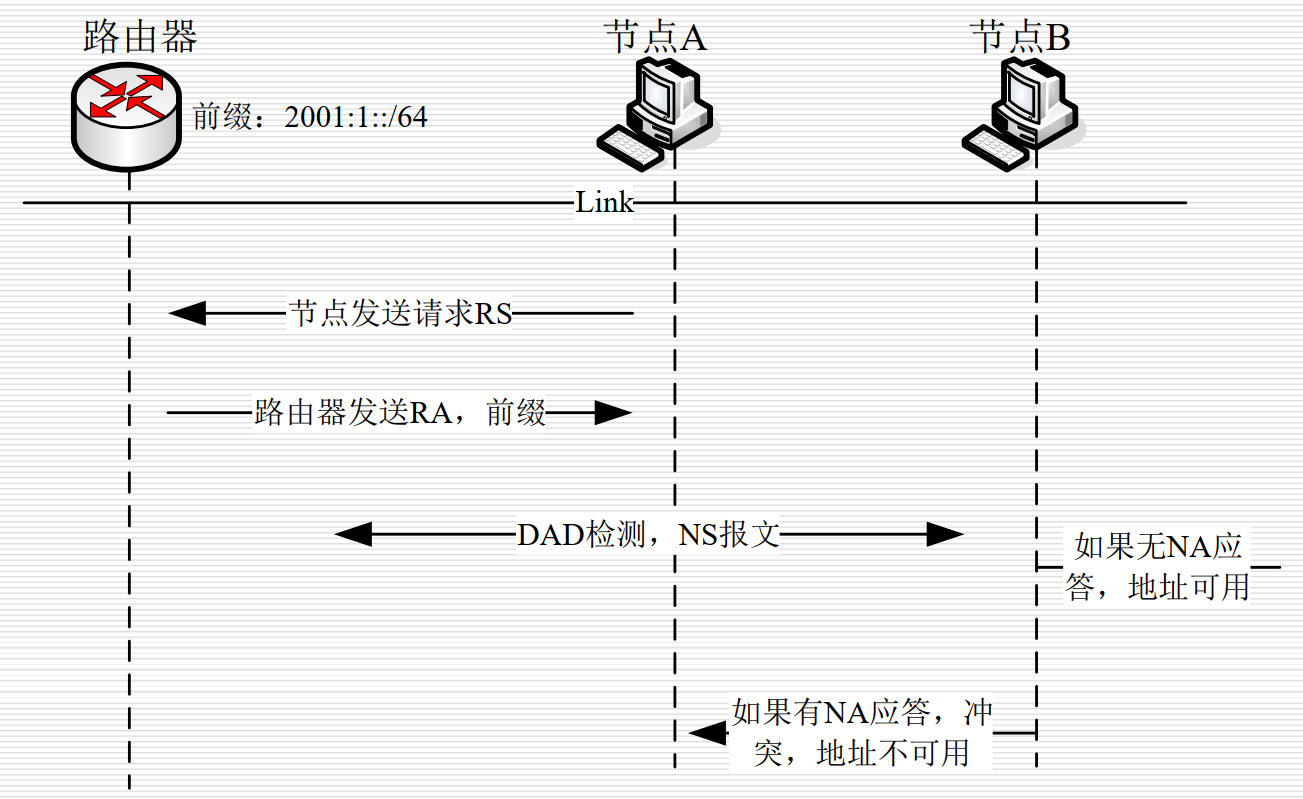 路由器
节点A
节点B
前缀：2001:1::/64
Link
节点发送请求RS
路由器发送RA，前缀
DAD检测，NS报文
如果无NA应
答，地址可用
如果有NA应答，冲
突，地址不可用